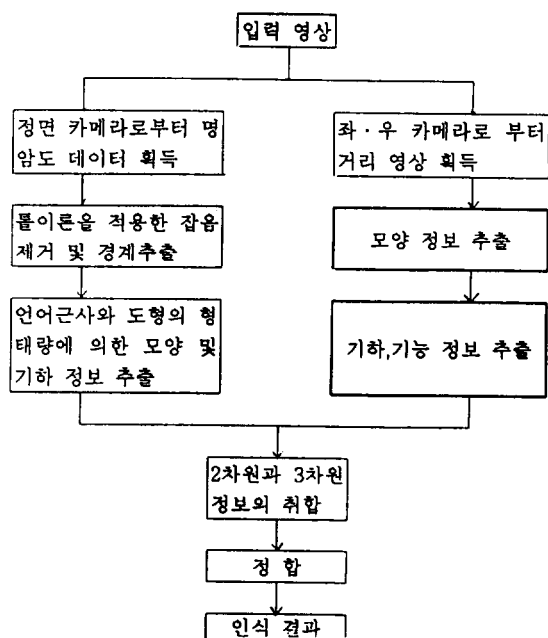 입력 영상
정면 카메라로부터 명
암도 데이터 획득
좌·우 카메라로 부터
거리 영상 획득
톨이론을 적용한 잡음
제거 및 경계추출
모양 정보 추출
언어근사와 도형의 형
태량에 의한 모양 및
기하 정보 추출
기하,기능 정보 추출
2차원과 3차원
정보의 취합
정 합
인식 결과